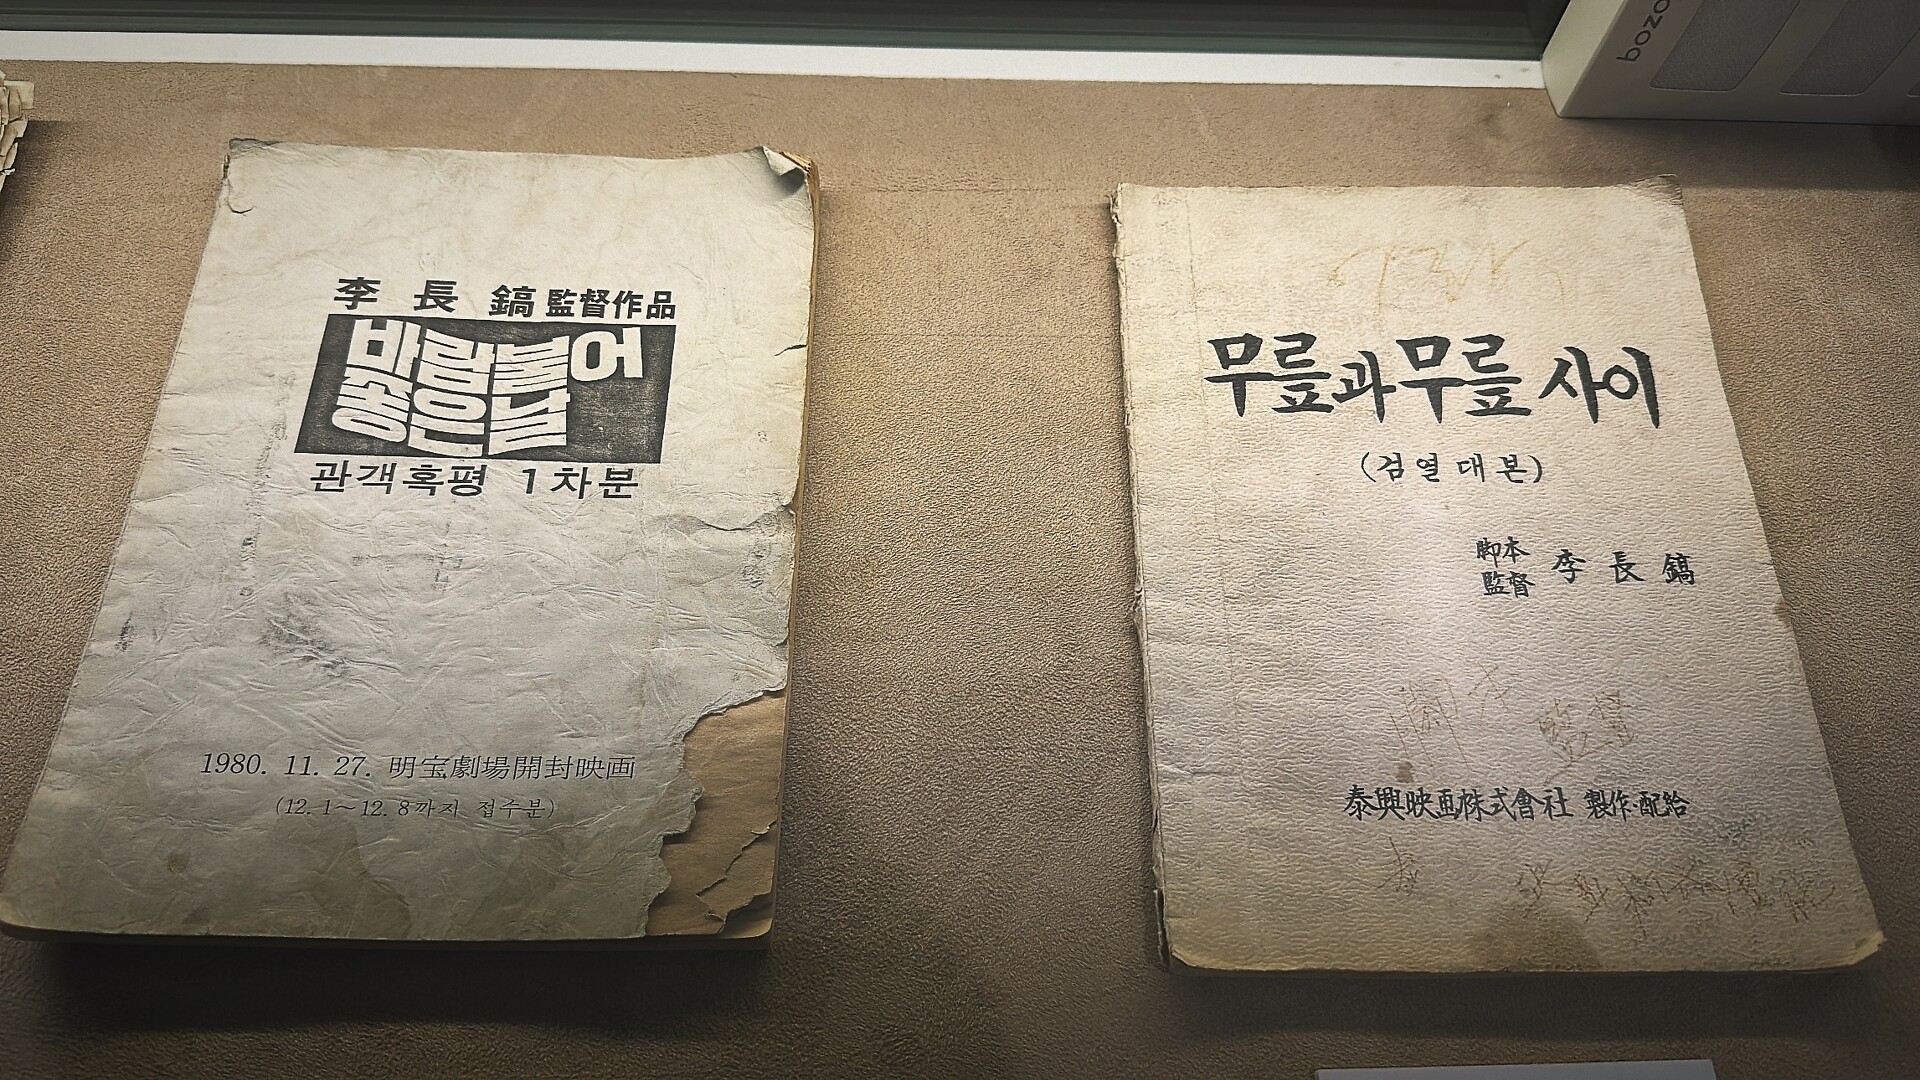 李長鎬監督作品
바람불어
좋은날
관객혹평 1차분
1980. 11. 27. 明宝劇場開封映画
(12. 1～12. 8까지 접수분)
무릎과무릎 사이
(검열대본)
脚本
監督 李長鎬
泰興映画株式會社 製作·配給
bozo